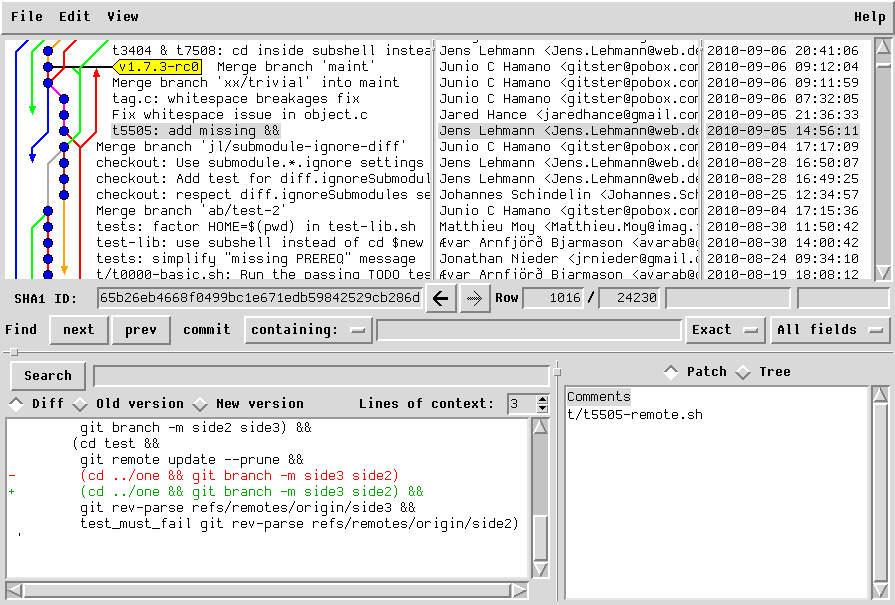 File Edit View Help
t3404 & t7508: cd inside subshell instea Jens Lehmann <Jens.Lehmann@web.de 2010-09-06 20:41:06
v1.7.3-rc0 Merge branch 'maint' Junio C Hamano <gitster@pobox.com 2010-09-06 09:12:04
Merge branch 'xx/trivial' into maint Junio C Hamano <gitster@pobox.com 2010-09-06 09:11:59
tag.c: whitespace breakages fix Junio C Hamano <gitster@pobox.com 2010-09-06 07:32:05
Fix whitespace issue in object.c Jared Hance <jaredhance@gmail.com 2010-09-05 21:36:33
t5505: add missing && Jens Lehmann <Jens.Lehmann@web.de 2010-09-05 14:56:11
Merge branch 'jl/submodule-ignore-diff' Junio C Hamano <gitster@pobox.com 2010-09-04 17:17:09
checkout: Use submodule.*.ignore settings Jens Lehmann <Jens.Lehmann@web.de 2010-08-28 16:50:07
checkout: Add test for diff.ignoreSubmodul Jens Lehmann <Jens.Lehmann@web.de 2010-08-28 16:49:25
checkout: respect diff.ignoreSubmodules se Johannes Schindelin <Johannes.Sc 2010-08-25 12:34:57
Merge branch 'ab/test-2' Junio C Hamano <gitster@pobox.com 2010-09-04 17:15:36
tests: factor HOME=$(pwd) in test-lib.sh Matthieu Moy <Matthieu.Moy@imag. 2010-08-30 11:50:42
test-lib: use subshell instead of cd $new Ævar Arnfjörð Bjarmason <avarab@ 2010-08-30 14:00:42
tests: simplify "missing PREREQ" message Jonathan Nieder <jrnieder@gmail. 2010-08-24 09:34:10
t/t0000-basic.sh: Run the passing TODO tes Ævar Arnfjörð Bjarmason <avarab@ 2010-08-19 18:08:12
SHA1 ID: 65b26eb4668f0499bc1e671edb59842529cb286d Row 1016 / 24230
Find next prev commit containing: Exact All fields
Search
Patch Tree
Diff Old version New version Lines of context: 3
Comments
t/t5505-remote.sh
git branch -m side2 side3) &&
(cd test &&
git remote update --prune &&
- (cd ../one && git branch -m side3 side2)
+ (cd ../one && git branch -m side3 side2) &&
git rev-parse refs/remotes/origin/side3 &&
test_must_fail git rev-parse refs/remotes/origin/side2)
'